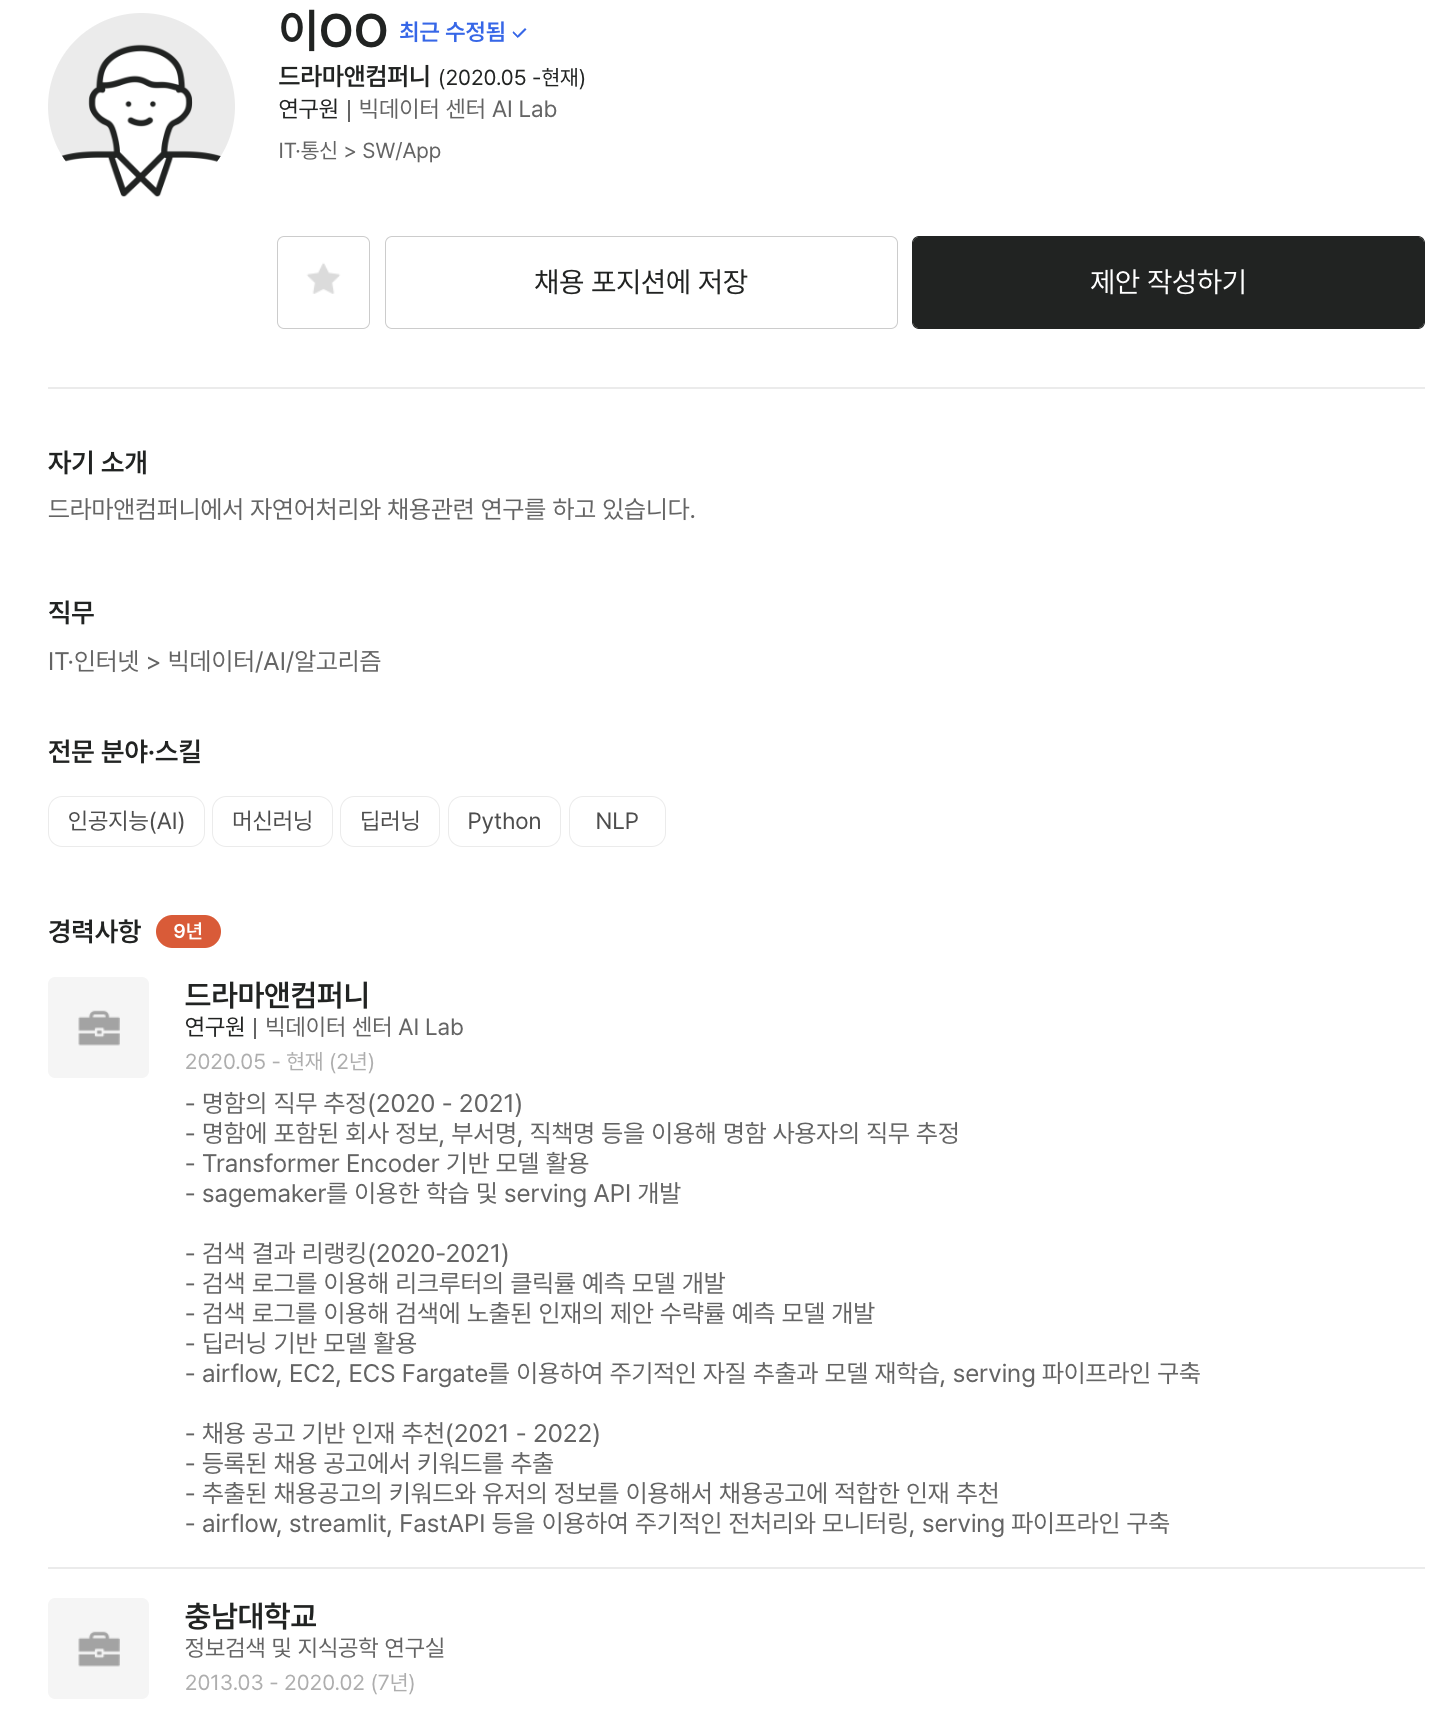 이OO 최근 수정됨
드라마앤컴퍼니 (2020.05 -현재)
연구원 | 빅데이터 센터 AI Lab
IT·통신 > SW/App
채용 포지션에 저장
제안 작성하기
자기 소개
드라마앤컴퍼니에서 자연어처리와 채용관련 연구를 하고 있습니다.
직무
IT·인터넷 > 빅데이터/AI/알고리즘
전문 분야·스킬
인공지능(AI) 머신러닝 딥러닝 Python NLP
경력사항 9년
드라마앤컴퍼니
연구원 | 빅데이터 센터 AI Lab
2020.05 - 현재 (2년)
- 명함의 직무 추정(2020 - 2021)
- 명함에 포함된 회사 정보, 부서명, 직책명 등을 이용해 명함 사용자의 직무 추정
- Transformer Encoder 기반 모델 활용
- sagemaker를 이용한 학습 및 serving API 개발
- 검색 결과 리랭킹(2020-2021)
- 검색 로그를 이용해 리크루터의 클릭률 예측 모델 개발
- 검색 로그를 이용해 검색에 노출된 인재의 제안 수략률 예측 모델 개발
- 딥러닝 기반 모델 활용
- airflow, EC2, ECS Fargate를 이용하여 주기적인 자질 추출과 모델 재학습, serving 파이프라인 구축
- 채용 공고 기반 인재 추천(2021 - 2022)
- 등록된 채용 공고에서 키워드를 추출
- 추출된 채용공고의 키워드와 유저의 정보를 이용해서 채용공고에 적합한 인재 추천
- airflow, streamlit, FastAPI 등을 이용하여 주기적인 전처리와 모니터링, serving 파이프라인 구축
충남대학교
정보검색 및 지식공학 연구실
2013.03 - 2020.02 (7년)